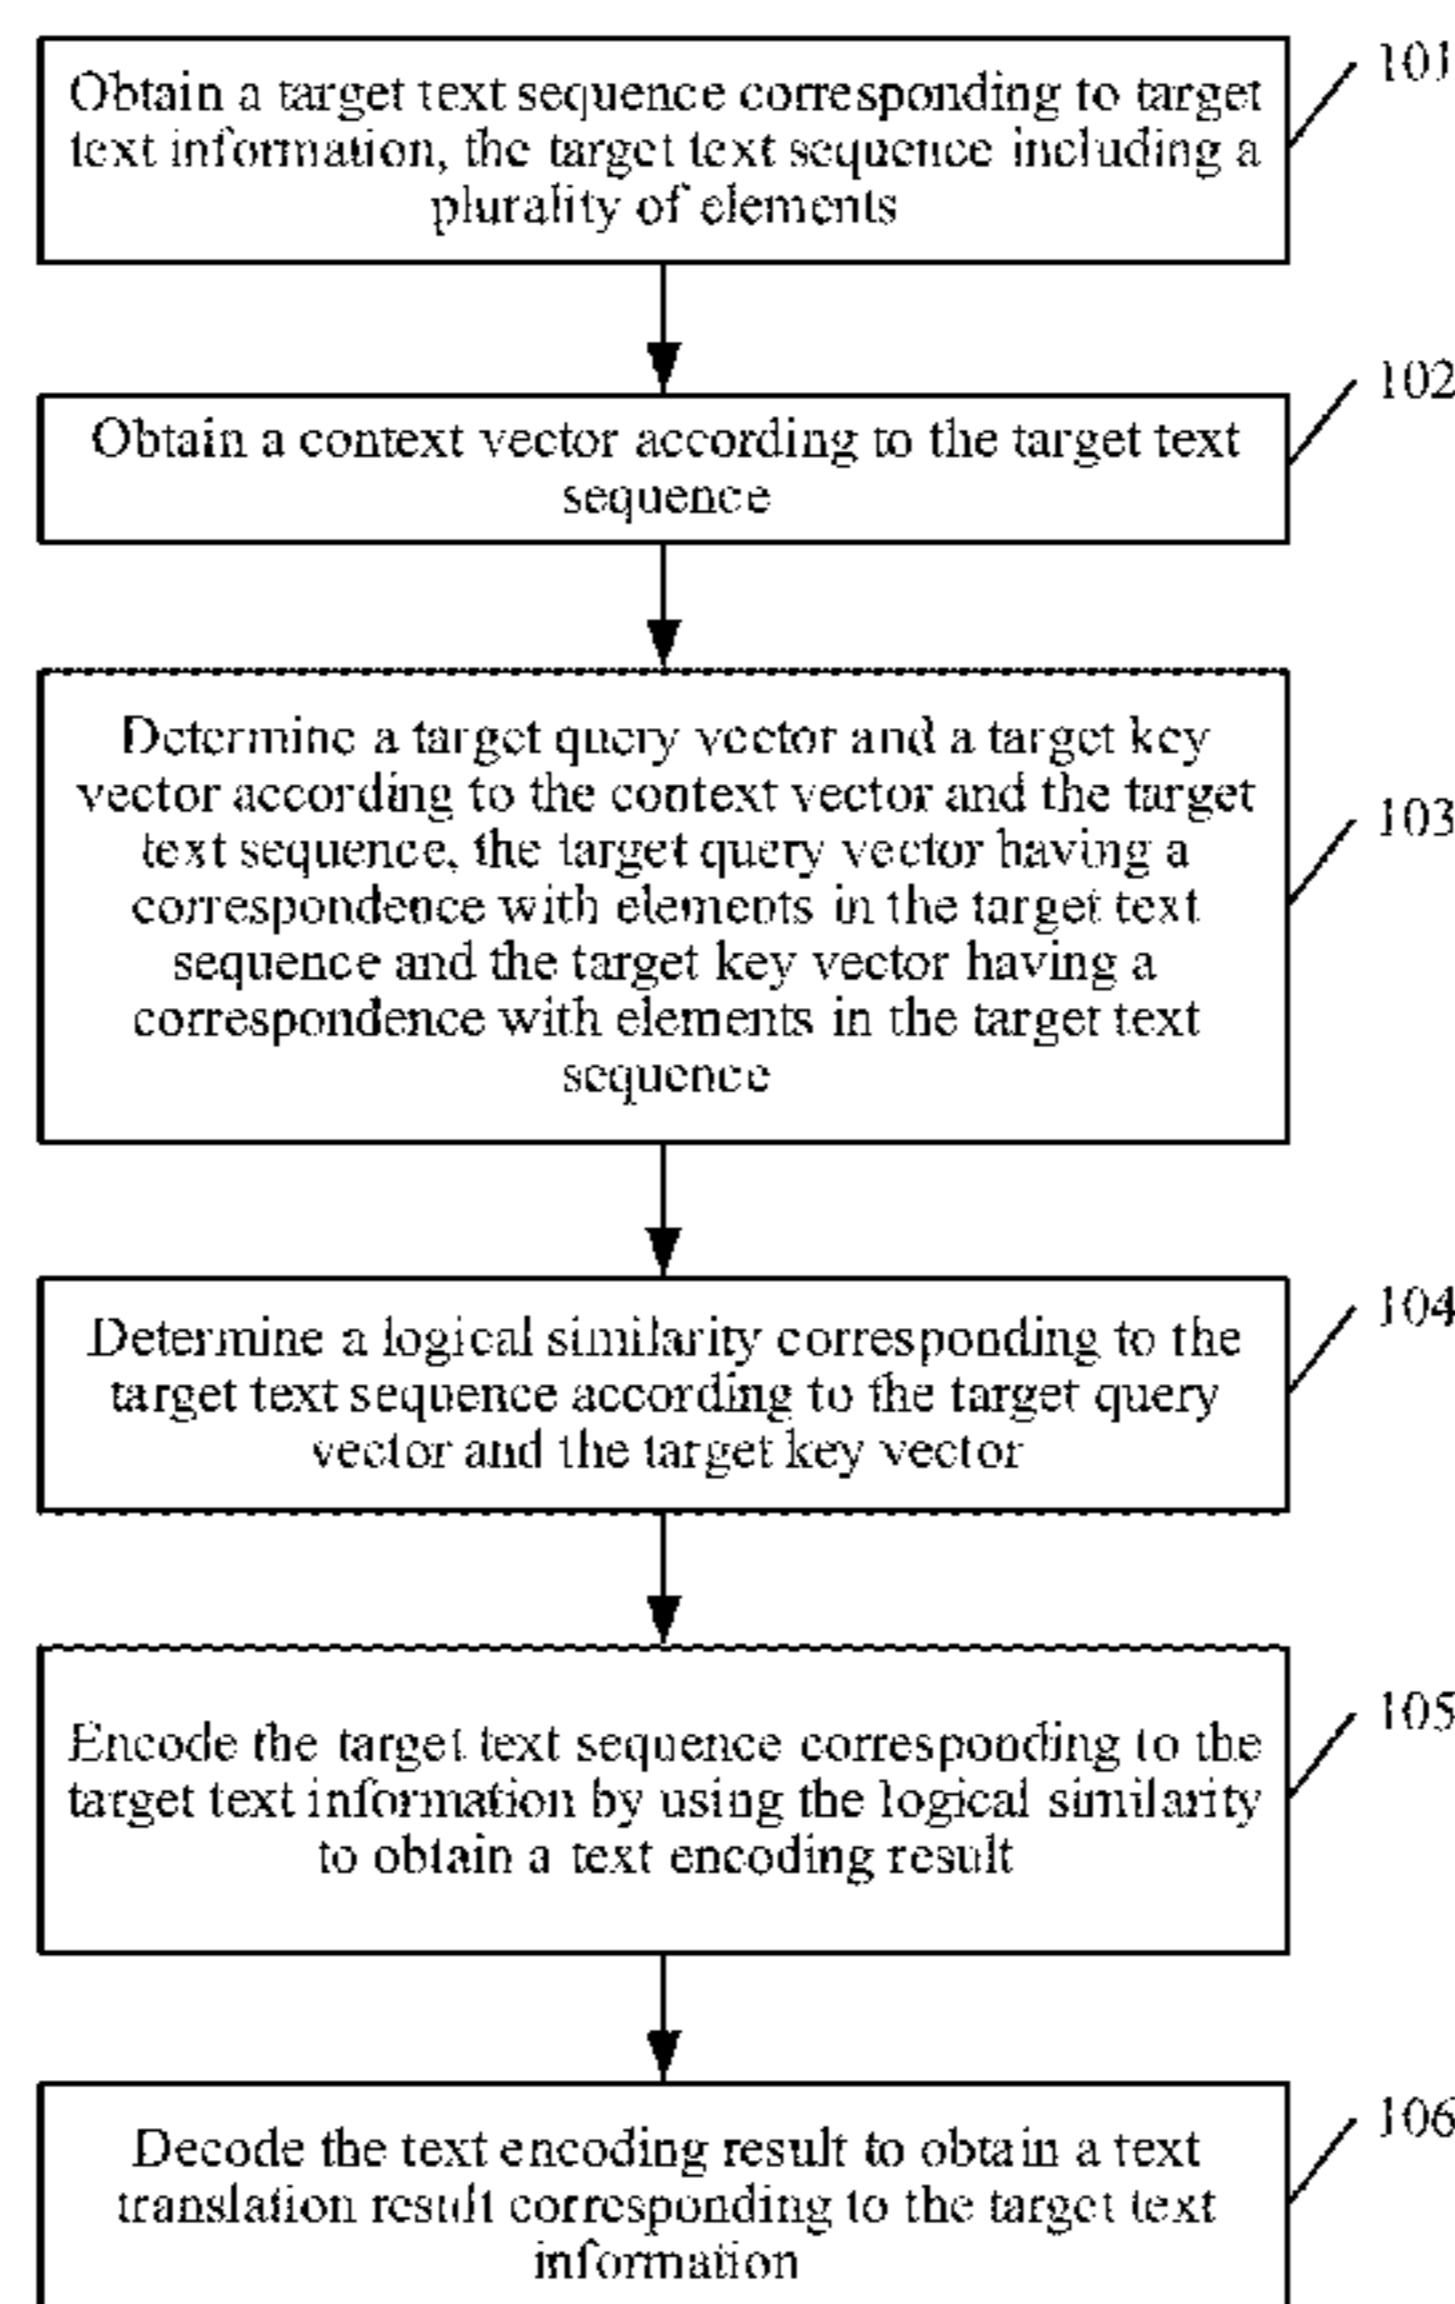 Obtain a target text sequence corresponding to target
text information, the target text sequence including a
plurality of elements
101
Obtain a context vector according to the target text
sequence
102
Determine a target query vector and a target key
vector according to the context vector and the target
text sequence, the target query vector having a
correspondence with elements in the target text
sequence and the target key vector having a
correspondence with elements in the target text
sequence
103
Determine a logical similarity corresponding to the
target text sequence according to the target query
vector and the target key vector
104
Encode the target text sequence corresponding to the
target text information by using the logical similarity
to obtain a text encoding result
105
Decode the text encoding result to obtain a text
translation result corresponding to the target text
information
106